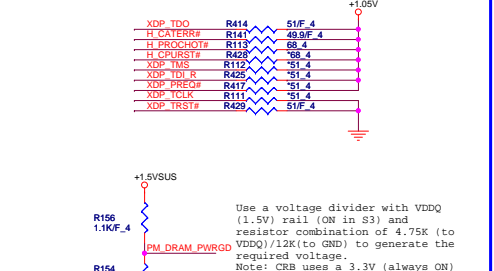 +1.05V
XDP_TDO R414 51/F_4
H_CATERR# R141 49.9/F_4
H_PROCHOT# R113 68_4
H_CPURST# R428 *68_4
XDP_TMS R112 *51_4
XDP_TDI_R R425 *51_4
XDP_PREQ# R417 *51_4
XDP_TCLK R111 *51_4
XDP_TRST# R429 51/F_4
+1.5VSUS
Use a voltage divider with VDDQ
(1.5V) rail (ON in S3) and
R156 resistor combination of 4.75K (to
1.1K/F_4 VDDQ)/12K(to GND) to generate the
PM_DRAM_PWRGD required voltage.
R154 Note: CRB uses a 3.3V (always ON)